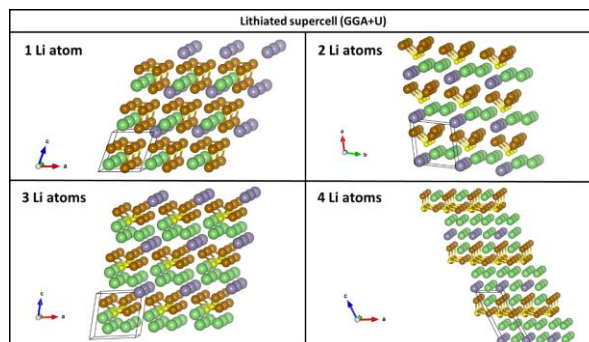 Lithiated supercell (GGA+U)
1 Li atom
c
a
2 Li atoms
a
b
3 Li atoms
c
a
4 Li atoms
c
a